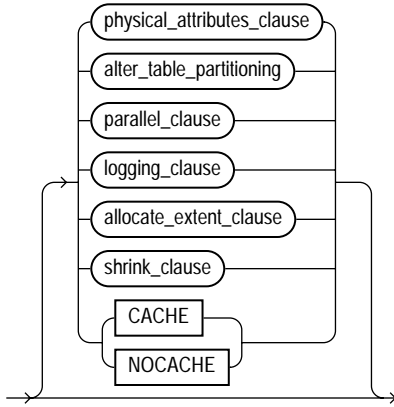 physical_attributes_clause
alter_table_partitioning
parallel_clause
logging_clause
allocate_extent_clause
shrink_clause
CACHE
NOCACHE